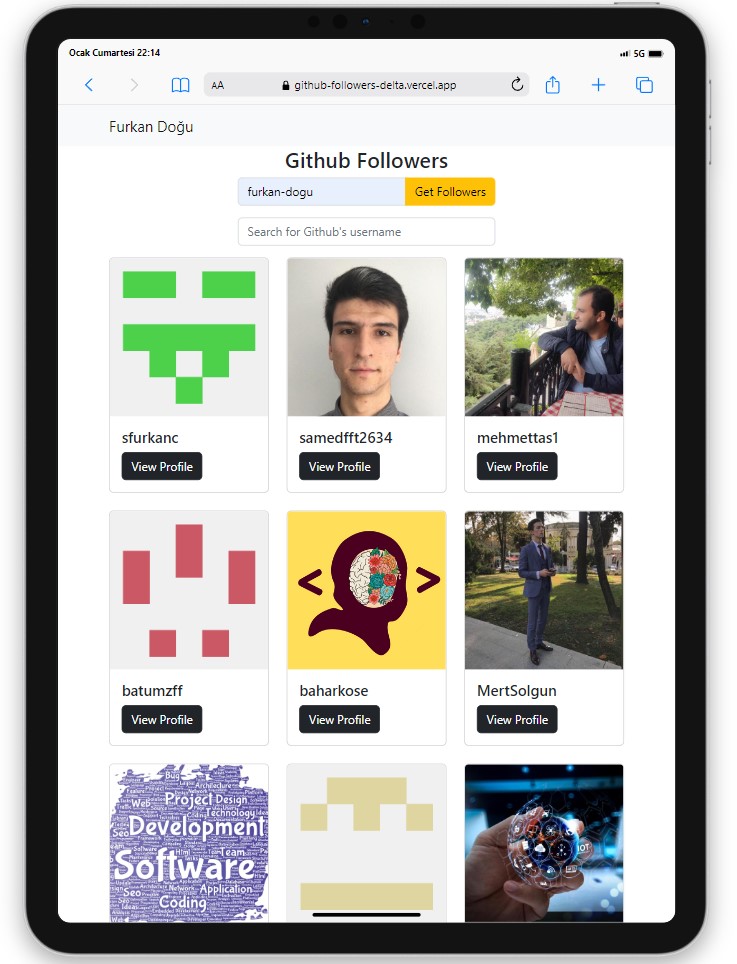 Ocak Cumartesi 22:14
5G
AA
github-followers-delta.vercel.app
Furkan Doğu
Github Followers
furkan-dogu
Get Followers
Search for Github's username
sfurkanc
samedfft2634
mehmettas1
View Profile
View Profile
View Profile
batumzff
baharkose
MertSolgun
View Profile
View Profile
View Profile
Bug
Architecture
Web
Project
Design
Technology
Development
Seo
Html
Team
Software
Seo
Architecture
Network
Application
Coding
IOT